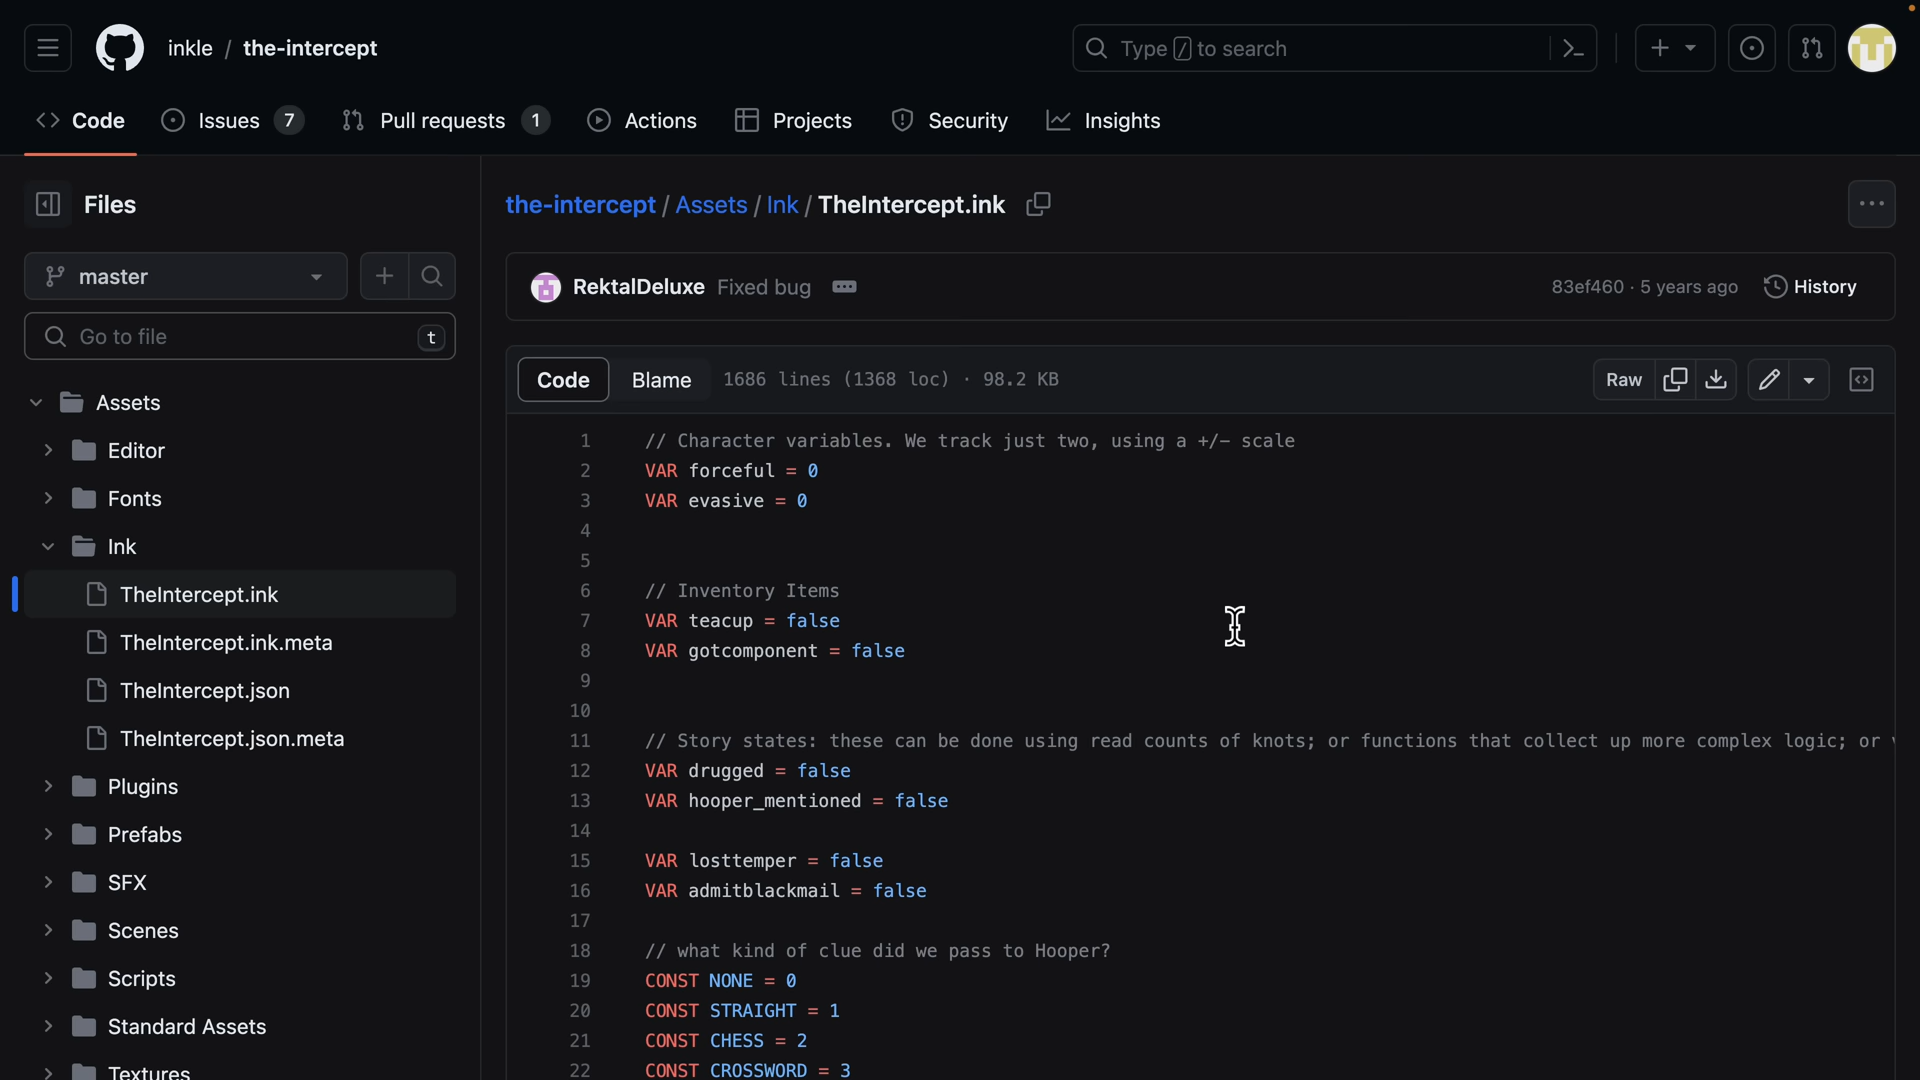 inkle / the-intercept
Type / to search
Code
Issues 7
Pull requests 1
Actions
Projects
Security
Insights
Files
master
Go to file t
Assets
Editor
Fonts
Ink
TheIntercept.ink
TheIntercept.ink.meta
TheIntercept.json
TheIntercept.json.meta
Plugins
Prefabs
SFX
Scenes
Scripts
Standard Assets
Textures
the-intercept / Assets / Ink / TheIntercept.ink
RektalDeluxe Fixed bug
83ef460 · 5 years ago
History
Code
Blame
1686 lines (1368 loc) · 98.2 KB
Raw
1 // Character variables. We track just two, using a +/- scale
2 VAR forceful = 0
3 VAR evasive = 0
4
5
6 // Inventory Items
7 VAR teacup = false
8 VAR gotcomponent = false
9
10
11 // Story states: these can be done using read counts of knots; or functions that collect up more complex logic; or
12 VAR drugged = false
13 VAR hooper_mentioned = false
14
15 VAR losttemper = false
16 VAR admitblackmail = false
17
18 // what kind of clue did we pass to Hooper?
19 CONST NONE = 0
20 CONST STRAIGHT = 1
21 CONST CHESS = 2
22 CONST CROSSWORD = 3